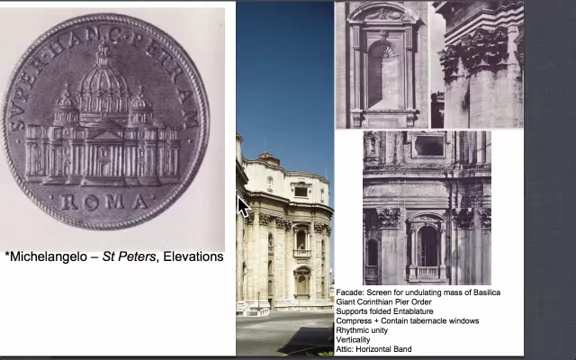 SVPER·HANC·PETRAM
·ROMA·
*Michelangelo – St Peters, Elevations
Facade: Screen for undulating mass of Basilica
Giant Corinthian Pier Order
Supports folded Entablature
Compress + Contain tabernacle windows
Rhythmic unity
Verticality
Attic: Horizontal Band